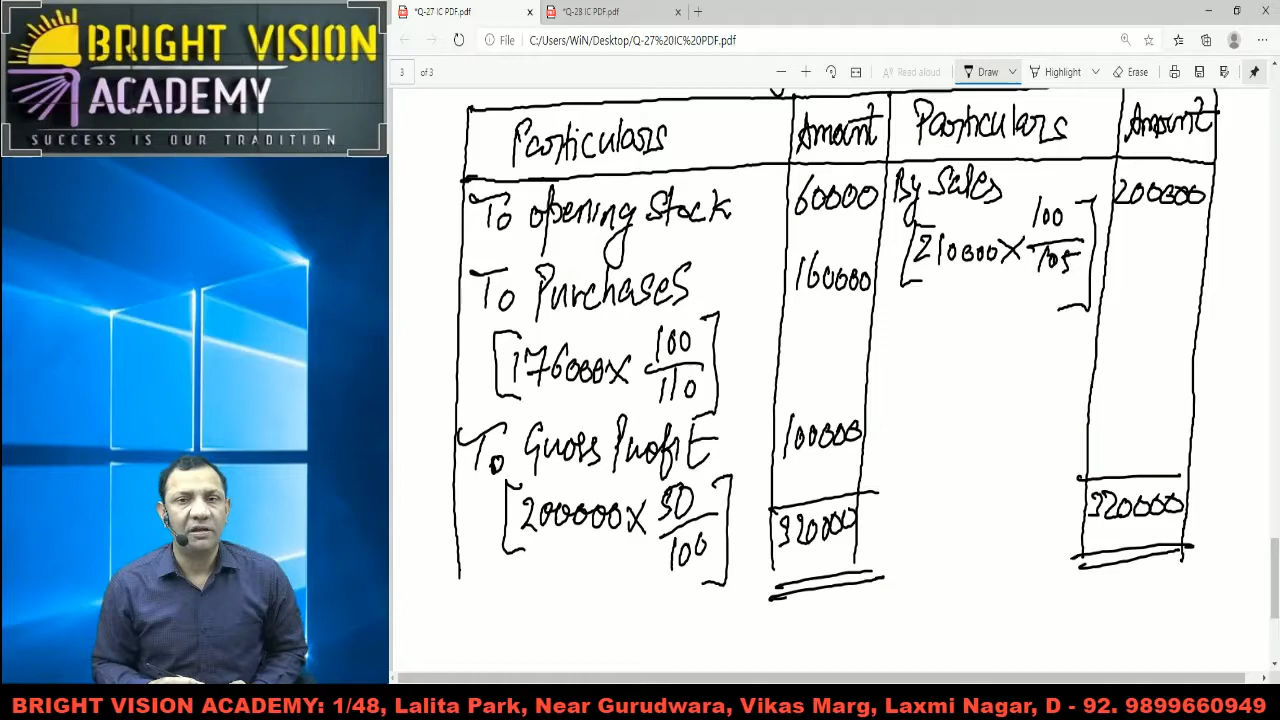 BRIGHT VISION
ACADEMY
SUCCESS IS OUR TRADITION
*Q-27 IC PDF.pdf
*Q-28 IC PDF.pdf
File C:/Users/WiN/Desktop/Q-27%20IC%20PDF.pdf
3 of 3
Read aloud Draw Highlight Erase
Particulars Amount Particulars Amount
To opening Stock 60000 By Sales 200000
[210000 × 100/105]
To Purchases 160000
[176000 × 100/110]
To Gross Profit 100000
[200000 × 50/100]
320000 320000
BRIGHT VISION ACADEMY: 1/48, Lalita Park, Near Gurudwara, Vikas Marg, Laxmi Nagar, D - 92. 9899660949